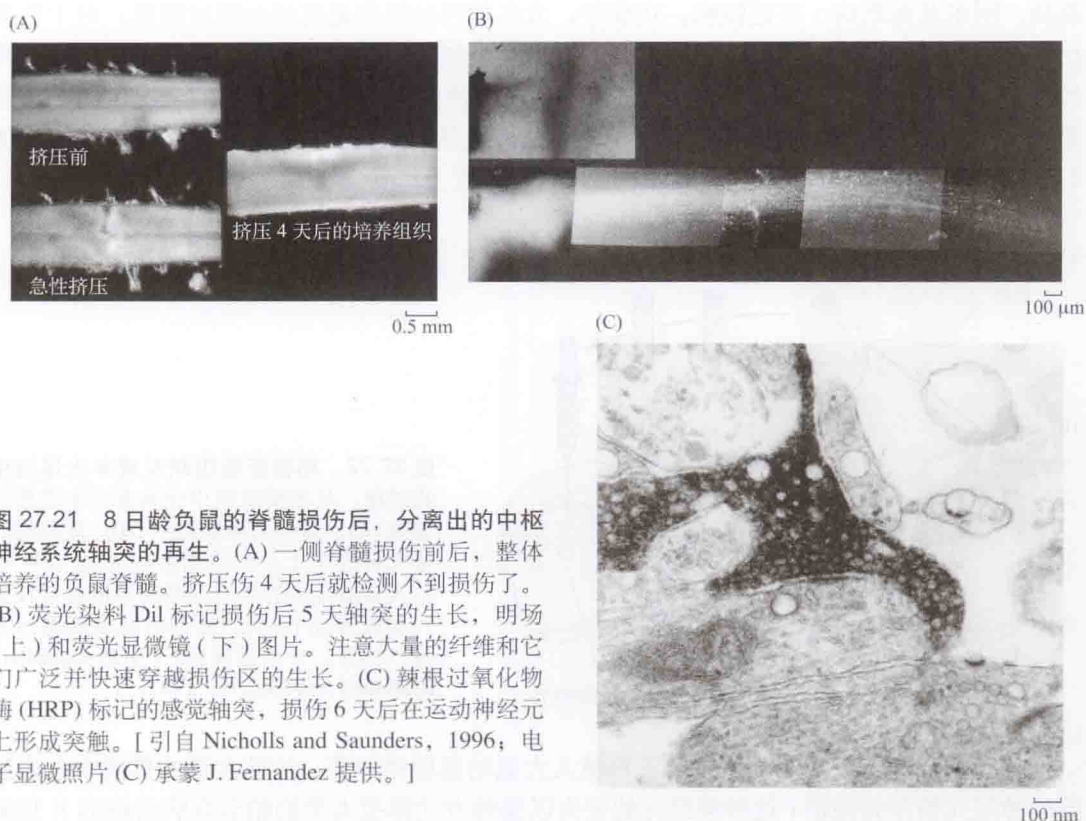 (A)
挤压前
急性挤压
挤压 4 天后的培养组织
0.5 mm
(B)
100 μm
(C)
图 27.21 8 日龄负鼠的脊髓损伤后, 分离出的中枢
神经系统轴突的再生。(A) 一侧脊髓损伤前后, 整体
培养的负鼠脊髓。挤压伤 4 天后就检测不到损伤了。
(B) 荧光染料 Dil 标记损伤后 5 天轴突的生长, 明场
(上) 和荧光显微镜 (下) 图片。注意大量的纤维和它
们广泛并快速穿越损伤区的生长。(C) 辣根过氧化物
酶 (HRP) 标记的感觉轴突, 损伤 6 天后在运动神经元
上形成突触。[ 引自 Nicholls and Saunders, 1996; 电
子显微照片 (C) 承蒙 J. Fernandez 提供。]
100 nm